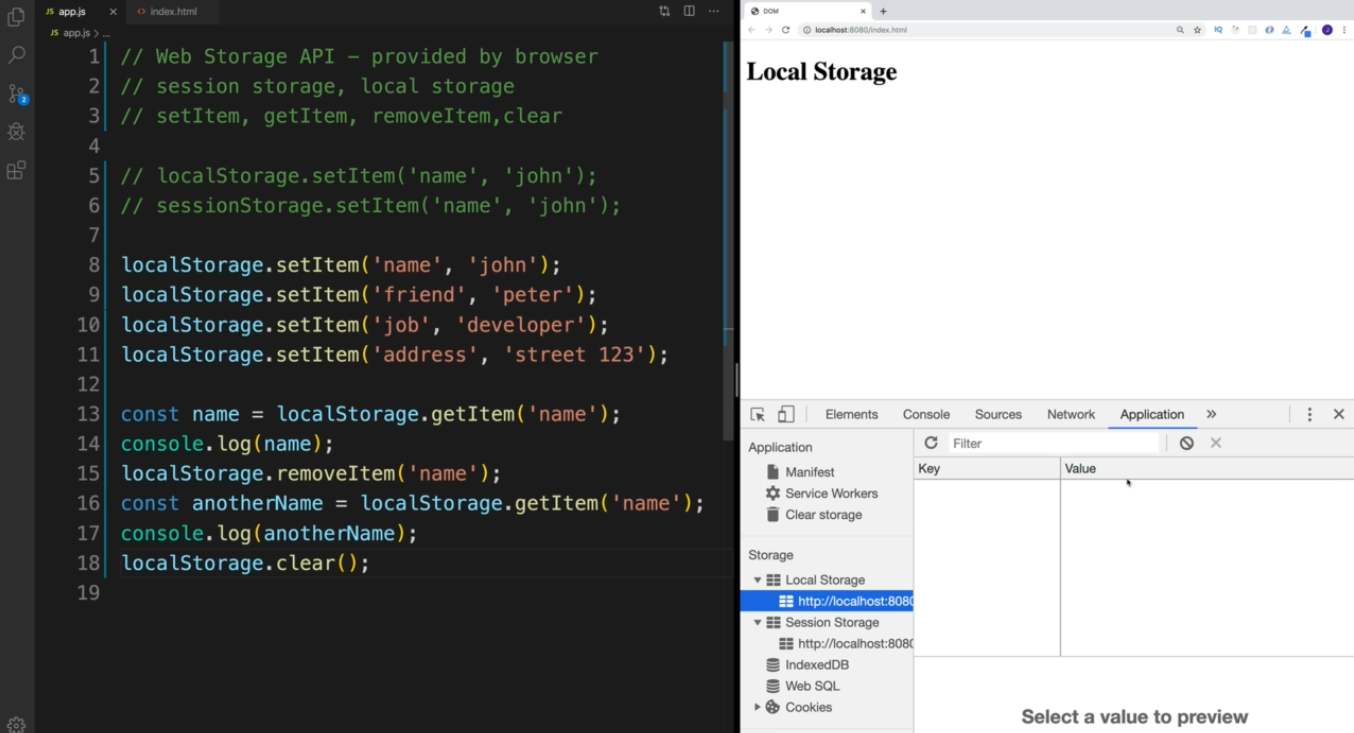 JS app.js × <> index.html
JS app.js > ...
1 // Web Storage API – provided by browser
2 // session storage, local storage
3 // setItem, getItem, removeItem,clear
4
5 // localStorage.setItem('name', 'john');
6 // sessionStorage.setItem('name', 'john');
7
8 localStorage.setItem('name', 'john');
9 localStorage.setItem('friend', 'peter');
10 localStorage.setItem('job', 'developer');
11 localStorage.setItem('address', 'street 123');
12
13 const name = localStorage.getItem('name');
14 console.log(name);
15 localStorage.removeItem('name');
16 const anotherName = localStorage.getItem('name');
17 console.log(anotherName);
18 localStorage.clear();
19
2
DOM
localhost:8080/index.html
IQ
J
Local Storage
Elements Console Sources Network Application »
Application
Manifest
Service Workers
Clear storage
Storage
Local Storage
http://localhost:8080
Session Storage
http://localhost:8080
IndexedDB
Web SQL
Cookies
Filter
Key Value
Select a value to preview